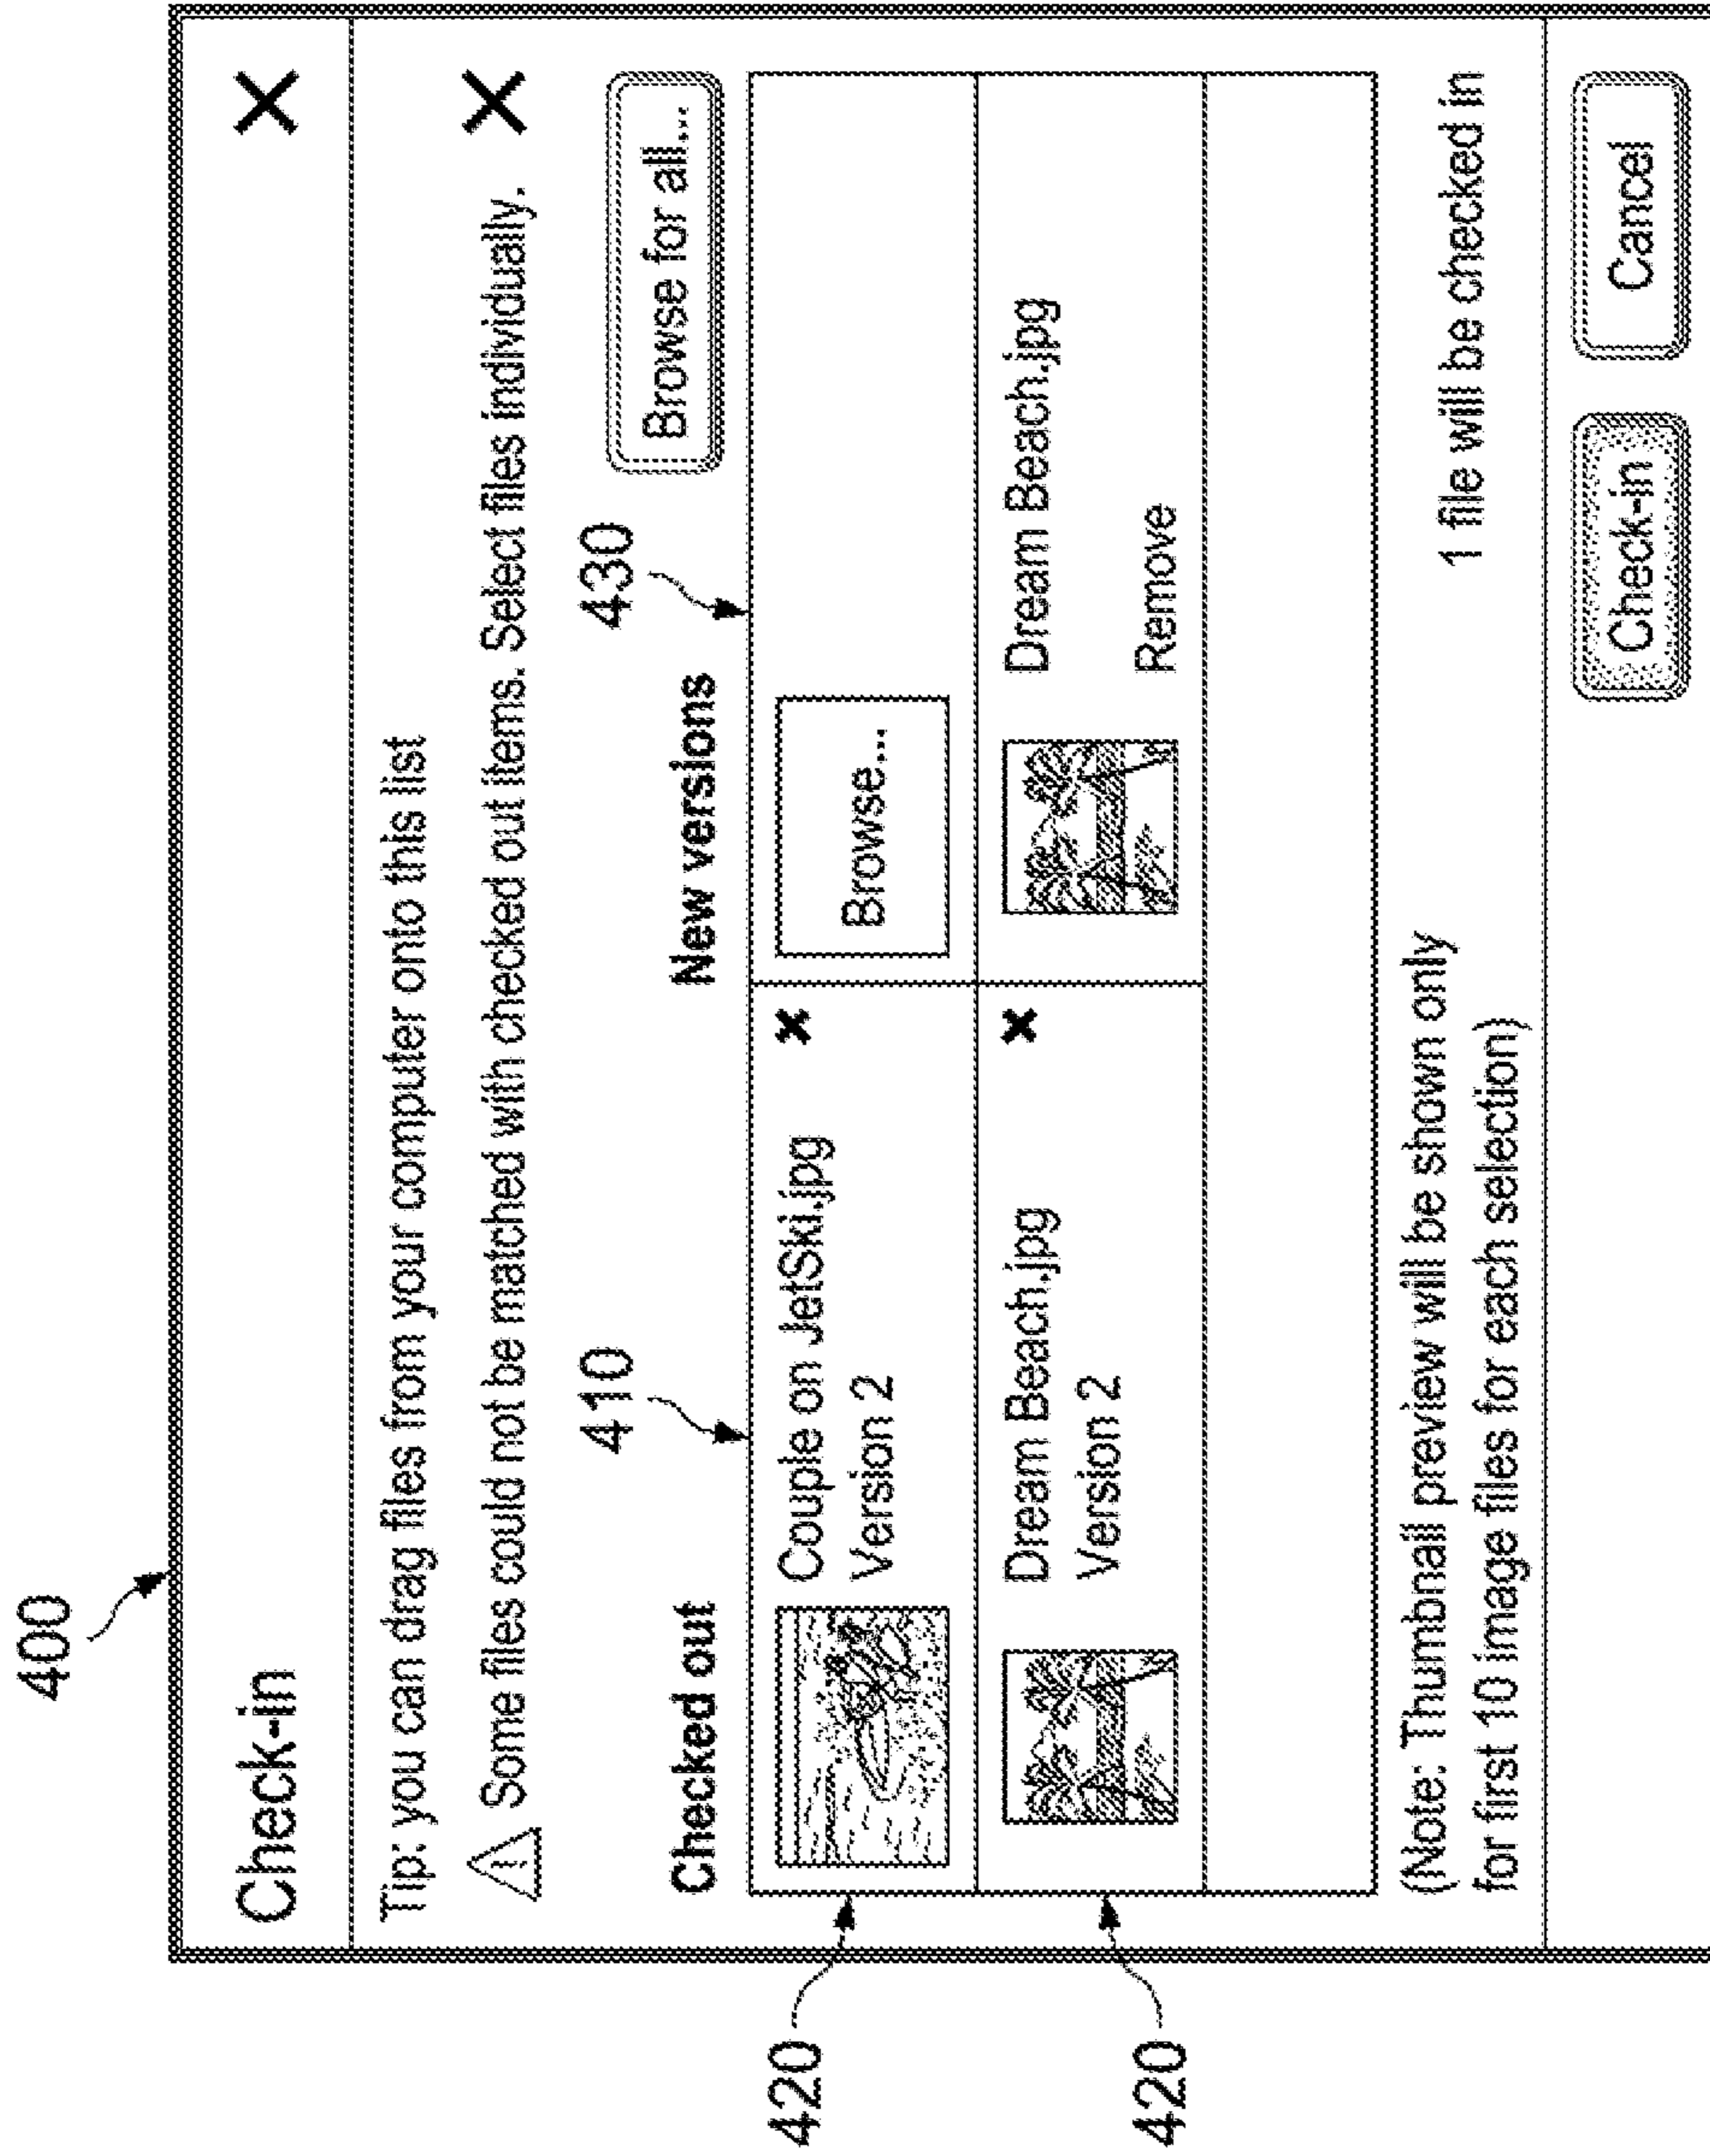 400
Check-in
Tip: you can drag files from your computer onto this list
Some files could not be matched with checked out items. Select files individually.
410
430
Checked out
New versions
Browse for all...
420
Couple on JetSki.jpg
Version 2
Browse...
420
Dream Beach.jpg
Version 2
Dream Beach.jpg
Remove
(Note: Thumbnail preview will be shown only
for first 10 image files for each selection)
1 file will be checked in
Check-in
Cancel